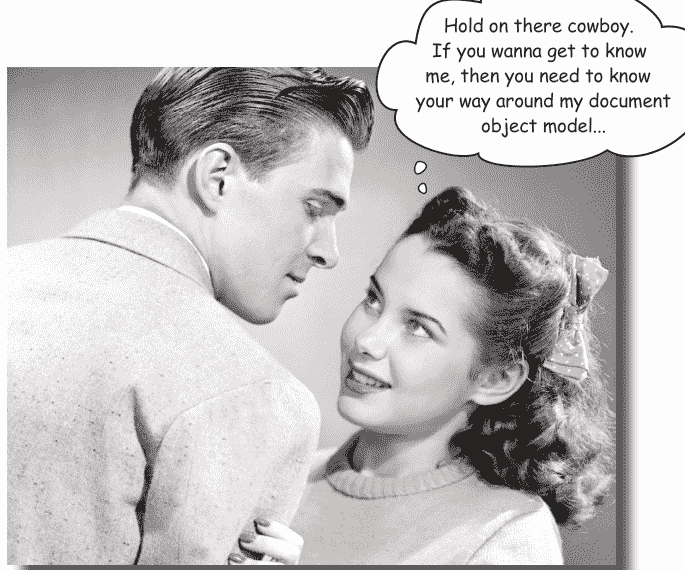 Hold on there cowboy.
If you wanna get to know
me, then you need to know
your way around my document
object model...